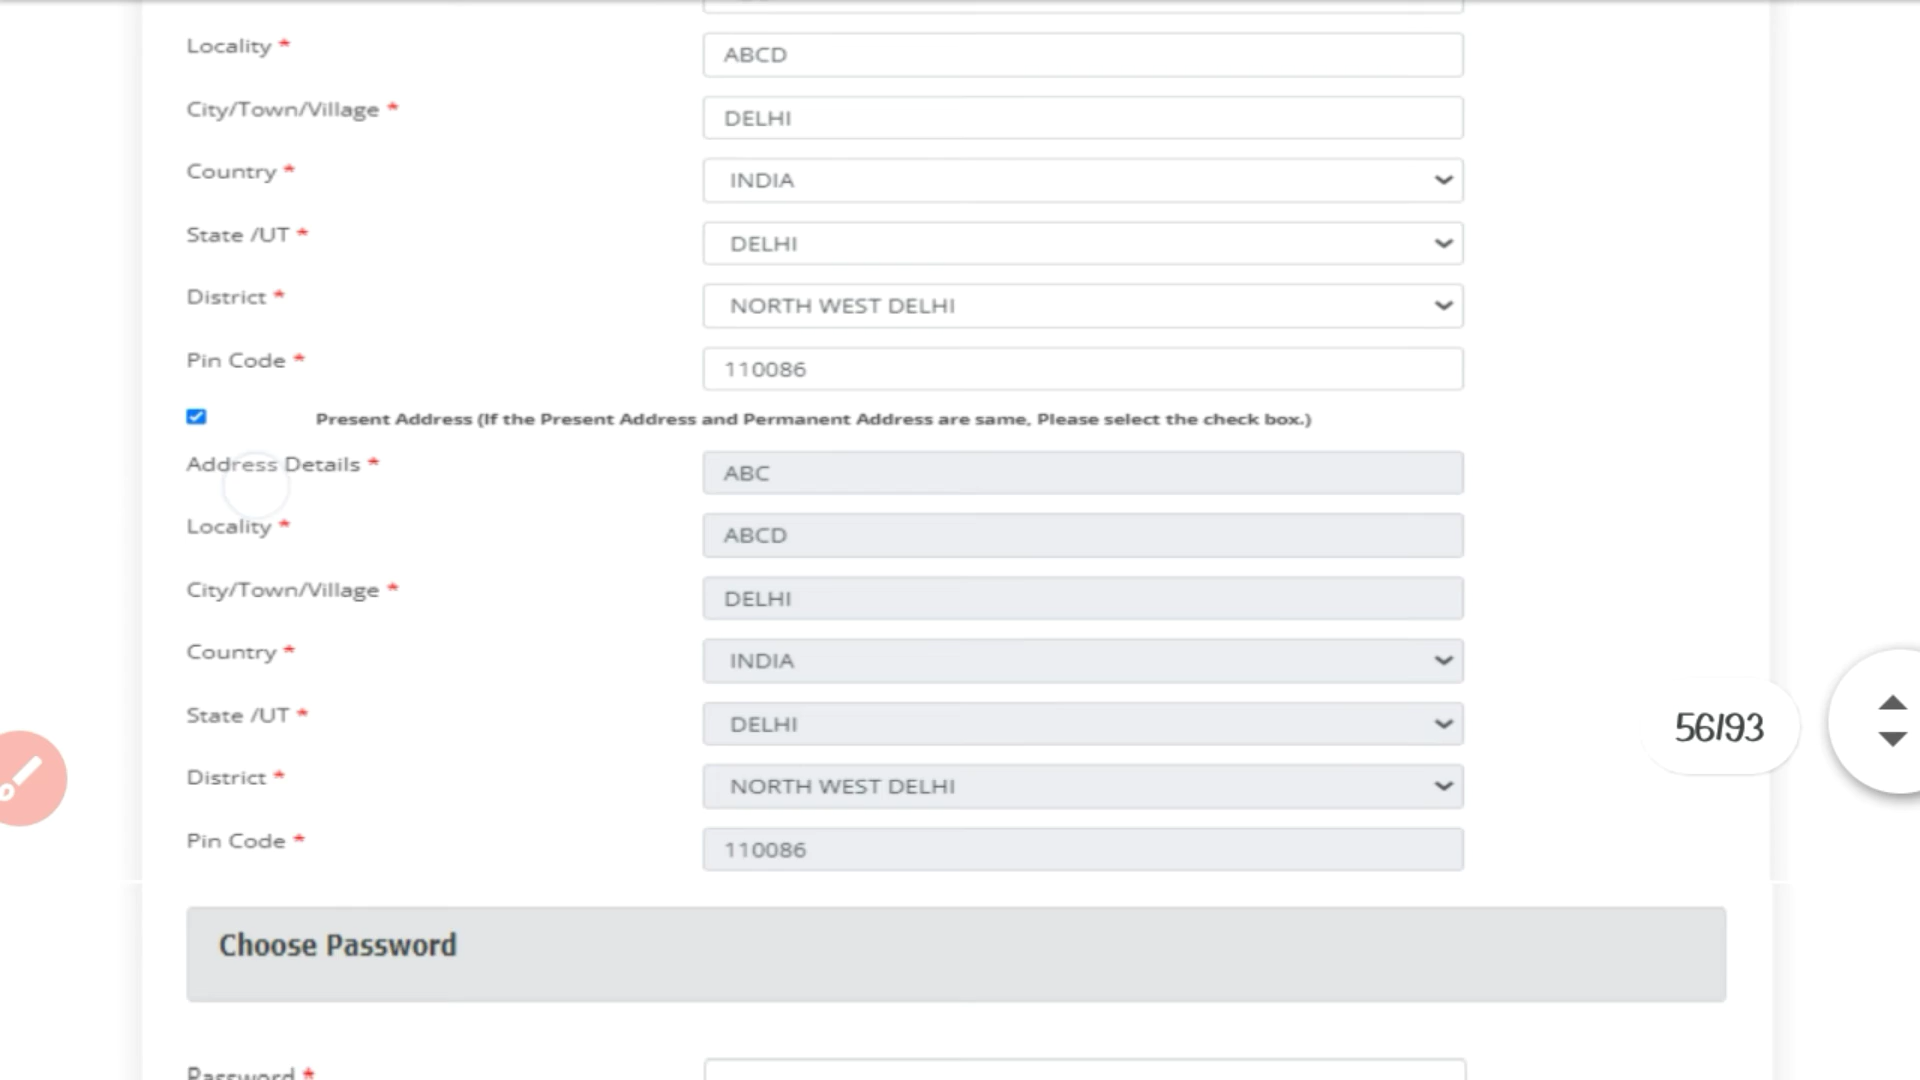 Locality * ABCD
City/Town/Village * DELHI
Country * INDIA
State /UT * DELHI
District * NORTH WEST DELHI
Pin Code * 110086
Present Address (If the Present Address and Permanent Address are same, Please select the check box.)
Address Details * ABC
Locality * ABCD
City/Town/Village * DELHI
Country * INDIA
State /UT * DELHI
56/93
District * NORTH WEST DELHI
Pin Code * 110086
Choose Password
Password *